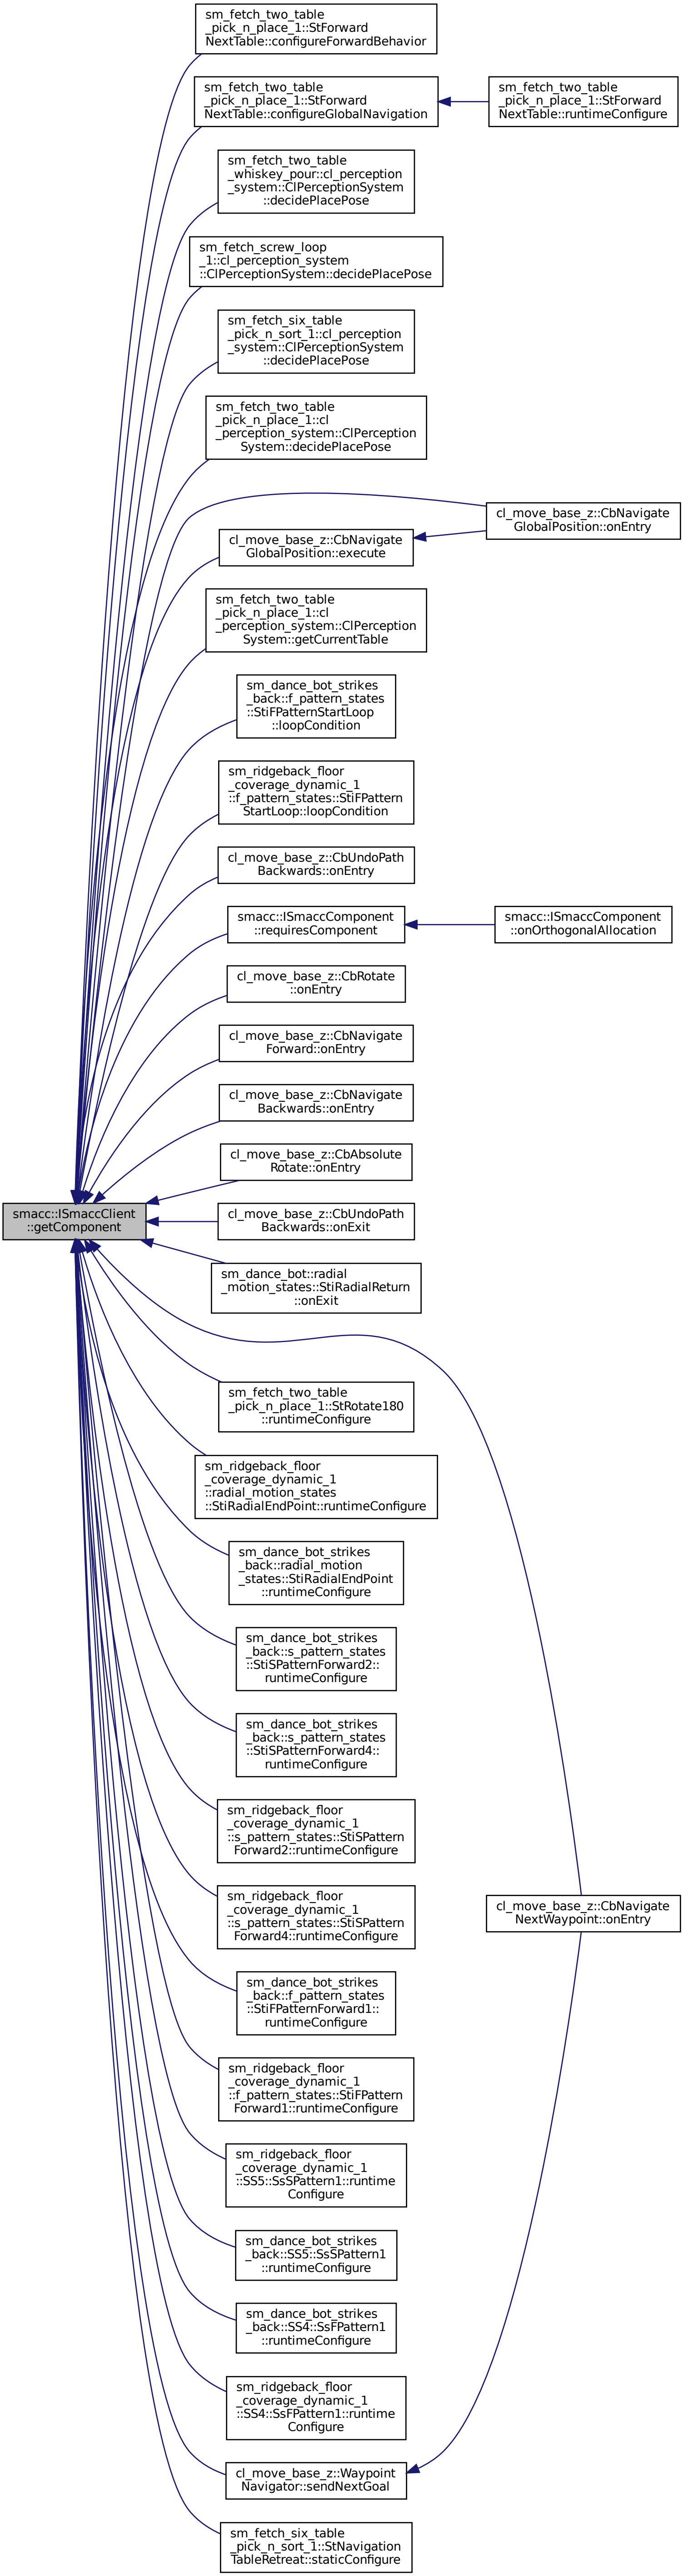 sm_fetch_two_table
_pick_n_place_1::StForward
NextTable::configureForwardBehavior
sm_fetch_two_table
_pick_n_place_1::StForward
NextTable::configureGlobalNavigation
sm_fetch_two_table
_pick_n_place_1::StForward
NextTable::runtimeConfigure
sm_fetch_two_table
_whiskey_pour::cl_perception
_system::ClPerceptionSystem
::decidePlacePose
sm_fetch_screw_loop
_1::cl_perception_system
::ClPerceptionSystem::decidePlacePose
sm_fetch_six_table
_pick_n_sort_1::cl_perception
_system::ClPerceptionSystem
::decidePlacePose
sm_fetch_two_table
_pick_n_place_1::cl
_perception_system::ClPerception
System::decidePlacePose
cl_move_base_z::CbNavigate
GlobalPosition::onEntry
cl_move_base_z::CbNavigate
GlobalPosition::execute
sm_fetch_two_table
_pick_n_place_1::cl
_perception_system::ClPerception
System::getCurrentTable
sm_dance_bot_strikes
_back::f_pattern_states
::StiFPatternStartLoop
::loopCondition
sm_ridgeback_floor
_coverage_dynamic_1
::f_pattern_states::StiFPattern
StartLoop::loopCondition
cl_move_base_z::CbUndoPath
Backwards::onEntry
smacc::ISmaccComponent
::requiresComponent
smacc::ISmaccComponent
::onOrthogonalAllocation
cl_move_base_z::CbRotate
::onEntry
cl_move_base_z::CbNavigate
Forward::onEntry
cl_move_base_z::CbNavigate
Backwards::onEntry
cl_move_base_z::CbAbsolute
Rotate::onEntry
smacc::ISmaccClient
::getComponent
cl_move_base_z::CbUndoPath
Backwards::onExit
sm_dance_bot::radial
_motion_states::StiRadialReturn
::onExit
sm_fetch_two_table
_pick_n_place_1::StRotate180
::runtimeConfigure
sm_ridgeback_floor
_coverage_dynamic_1
::radial_motion_states
::StiRadialEndPoint::runtimeConfigure
sm_dance_bot_strikes
_back::radial_motion
_states::StiRadialEndPoint
::runtimeConfigure
sm_dance_bot_strikes
_back::s_pattern_states
::StiSPatternForward2::
runtimeConfigure
sm_dance_bot_strikes
_back::s_pattern_states
::StiSPatternForward4::
runtimeConfigure
sm_ridgeback_floor
_coverage_dynamic_1
::s_pattern_states::StiSPattern
Forward2::runtimeConfigure
sm_ridgeback_floor
_coverage_dynamic_1
::s_pattern_states::StiSPattern
Forward4::runtimeConfigure
cl_move_base_z::CbNavigate
NextWaypoint::onEntry
sm_dance_bot_strikes
_back::f_pattern_states
::StiFPatternForward1::
runtimeConfigure
sm_ridgeback_floor
_coverage_dynamic_1
::f_pattern_states::StiFPattern
Forward1::runtimeConfigure
sm_ridgeback_floor
_coverage_dynamic_1
::SS5::SsSPattern1::runtime
Configure
sm_dance_bot_strikes
_back::SS5::SsSPattern1
::runtimeConfigure
sm_dance_bot_strikes
_back::SS4::SsFPattern1
::runtimeConfigure
sm_ridgeback_floor
_coverage_dynamic_1
::SS4::SsFPattern1::runtime
Configure
cl_move_base_z::Waypoint
Navigator::sendNextGoal
sm_fetch_six_table
_pick_n_sort_1::StNavigation
TableRetreat::staticConfigure